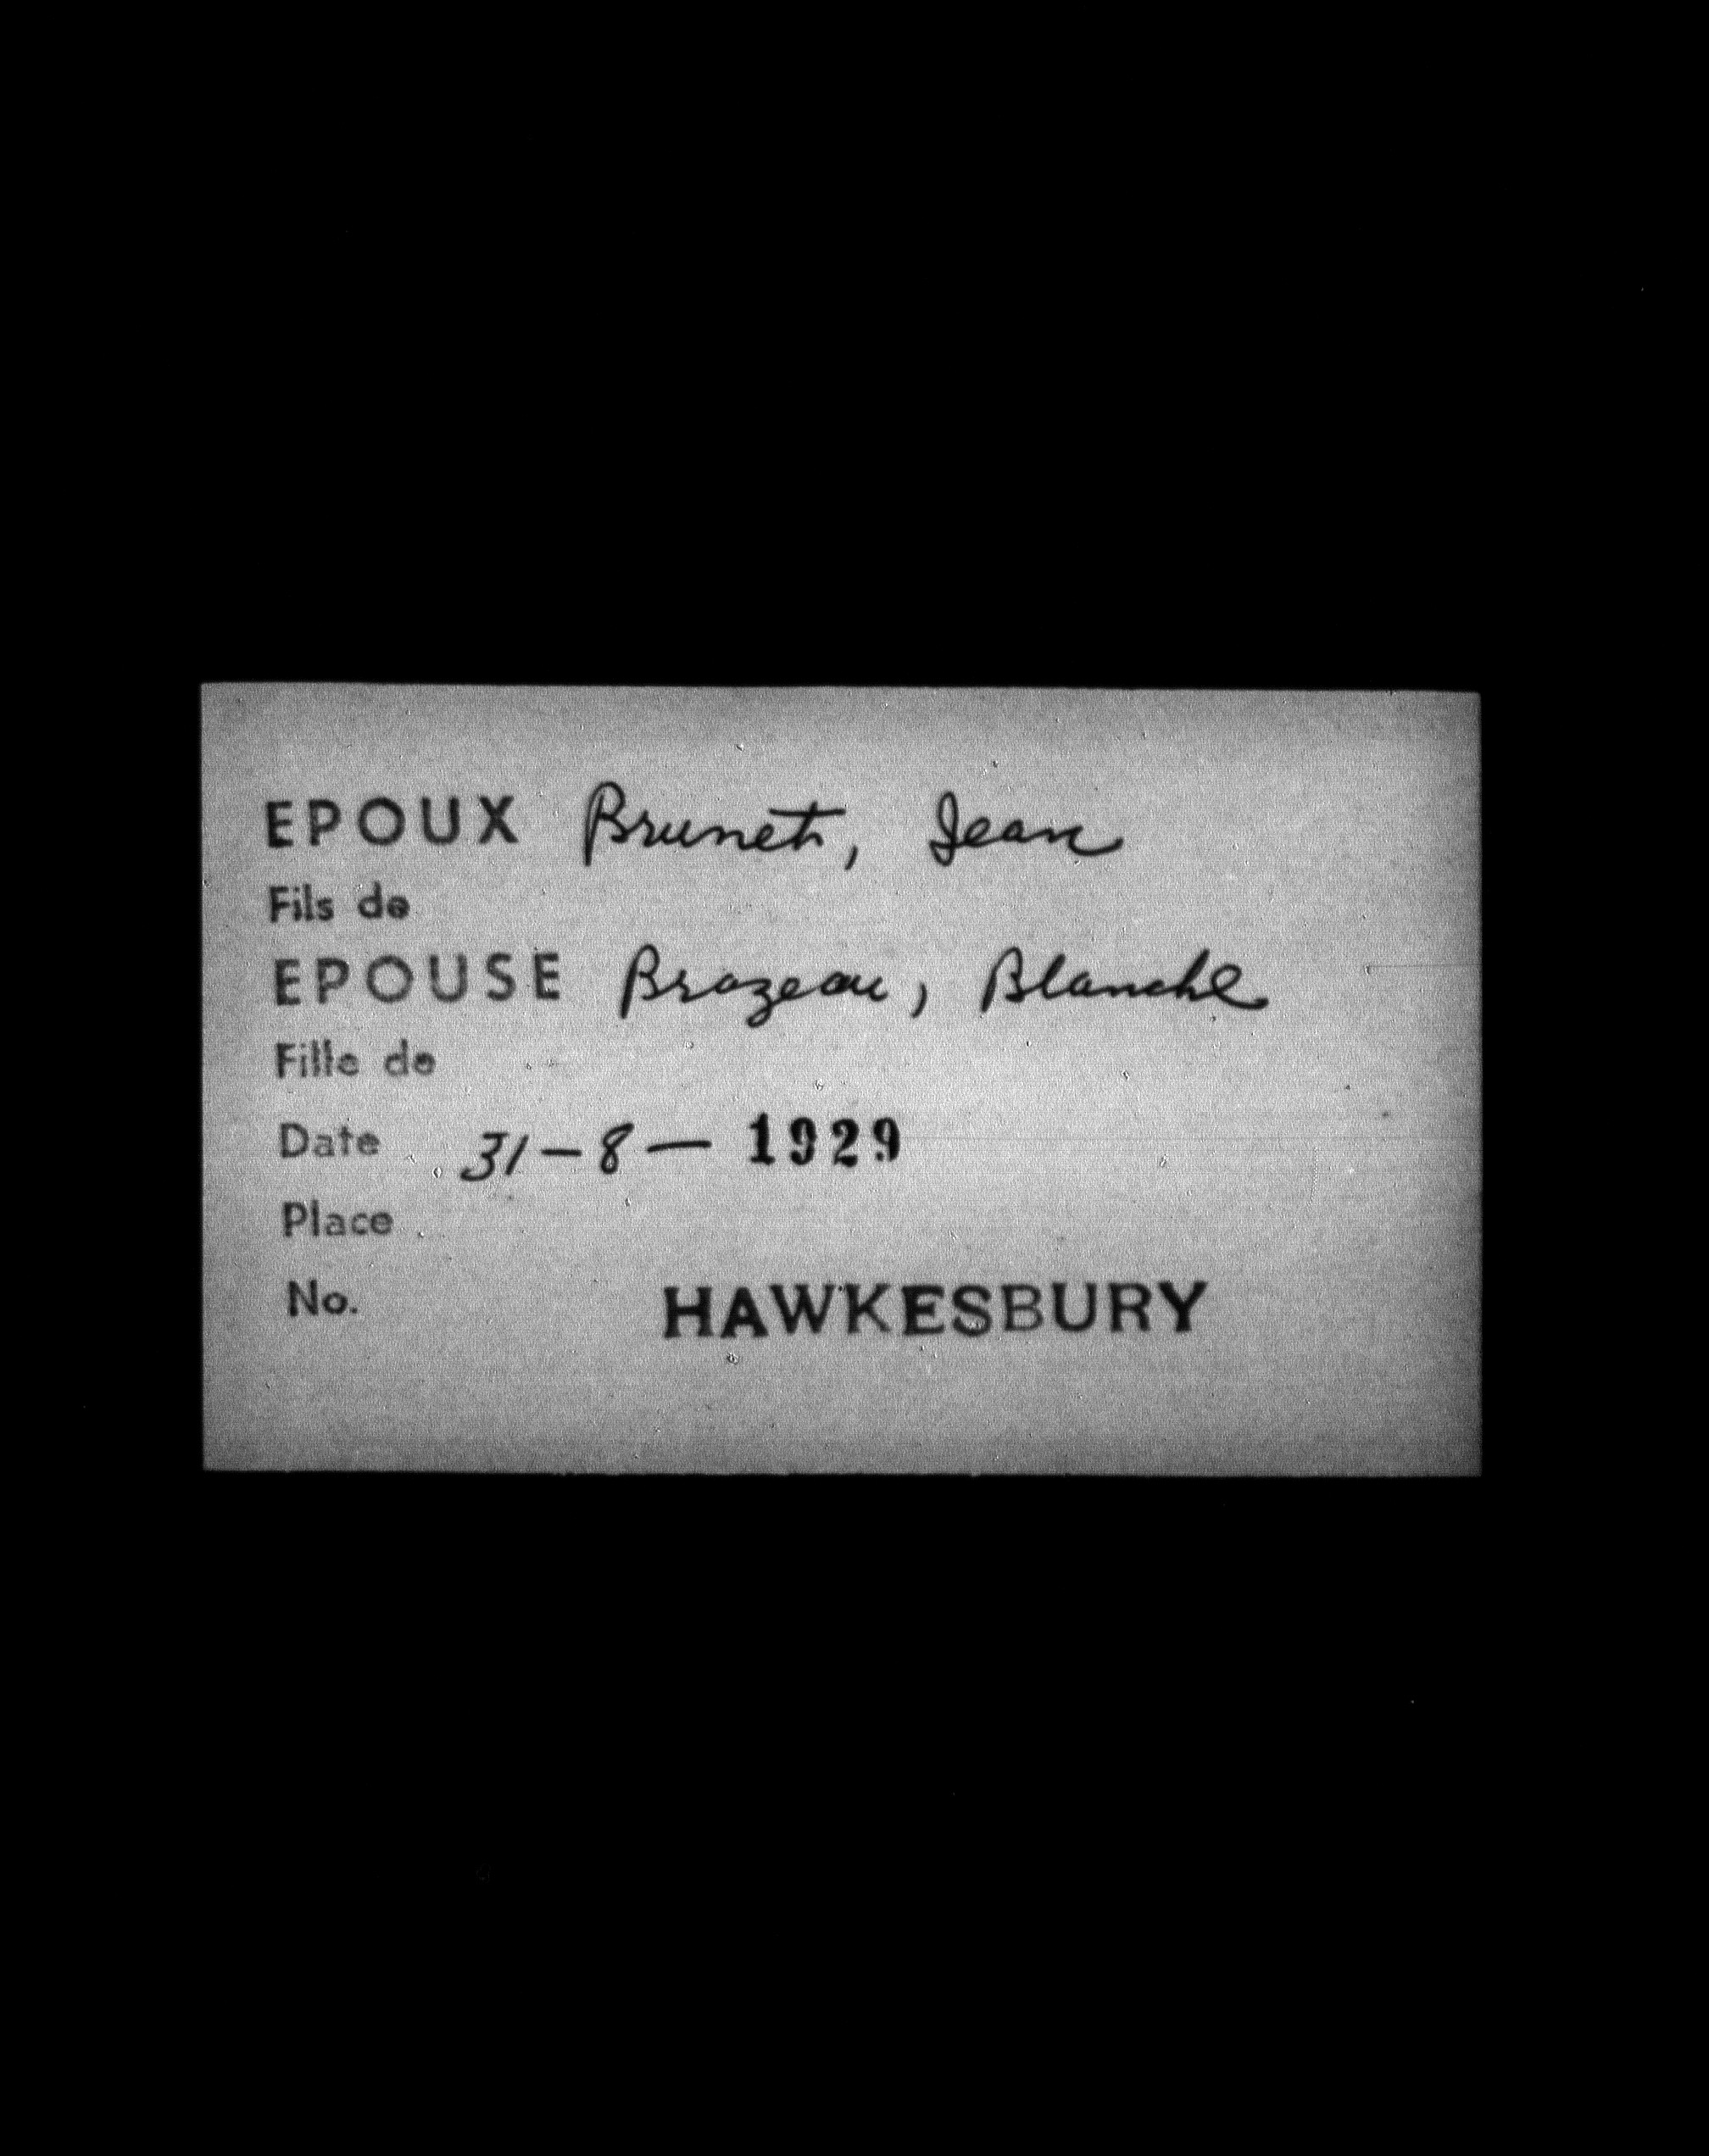 EPOUX Brunet, Jean
Fils de
EPOUSE Brazeau, Blanche
Fille de
Date 31-8- 1929
Place
No. HAWKESBURY